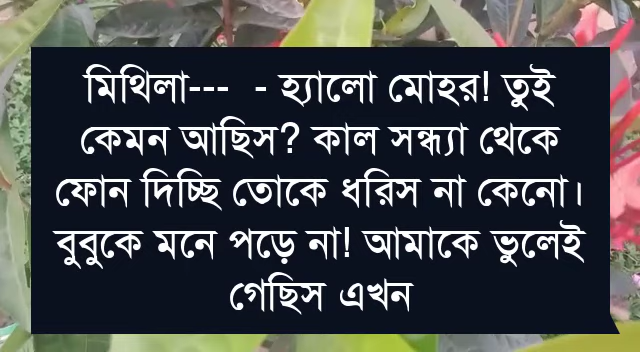 মিথিলা--- - হ্যালো মোহর! তুই
কেমন আছিস? কাল সন্ধ্যা থেকে
ফোন দিচ্ছি তোকে ধরিস না কেনো।
বুবুকে মনে পড়ে না! আমাকে ভুলেই
গেছিস এখন